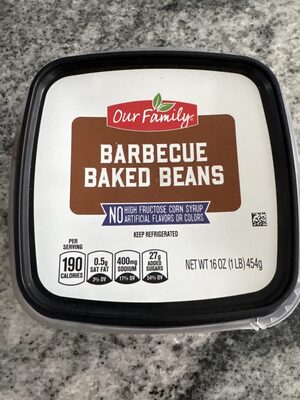 Our Family
BARBECUE
BAKED BEANS
NO HIGH FRUCTOSE CORN SYRUP
ARTIFICIAL FLAVORS OR COLORS
KEEP REFRIGERATED
PER
SERVING
190
CALORIES
0.5g
SAT FAT
3% DV
400mg
SODIUM
17% DV
27g
ADDED
SUGARS
54% DV
NET WT 16 OZ (1 LB) 454g